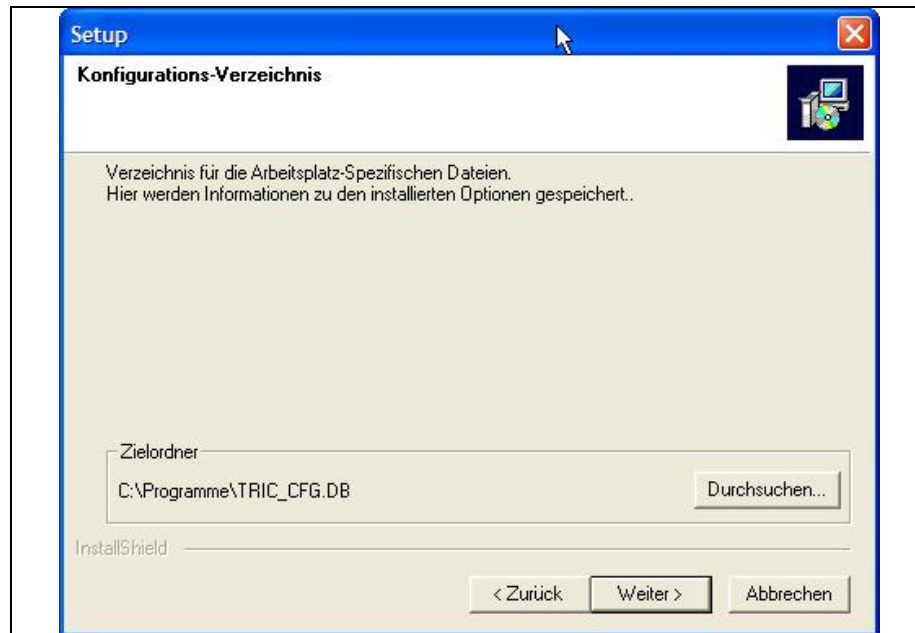 Setup
Konfigurations-Verzeichnis
Verzeichnis für die Arbeitsplatz-Spezifischen Dateien.
Hier werden Informationen zu den installierten Optionen gespeichert..
Zielordner
C:\Programme\TRIC_CFG.DB
Durchsuchen...
InstallShield
< Zurück
Weiter >
Abbrechen